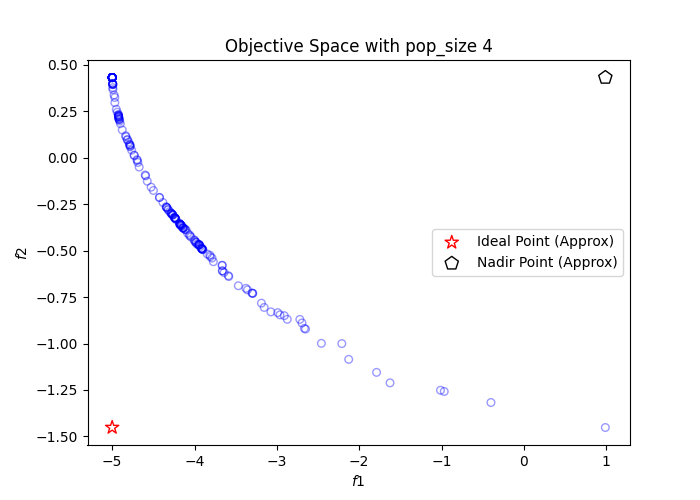 Objective Space with pop_size 4
0.50
0.25
0.00
−0.25
−0.50
−0.75
−1.00
−1.25
−1.50
f2
Ideal Point (Approx)
Nadir Point (Approx)
−5 −4 −3 −2 −1 0 1
f1